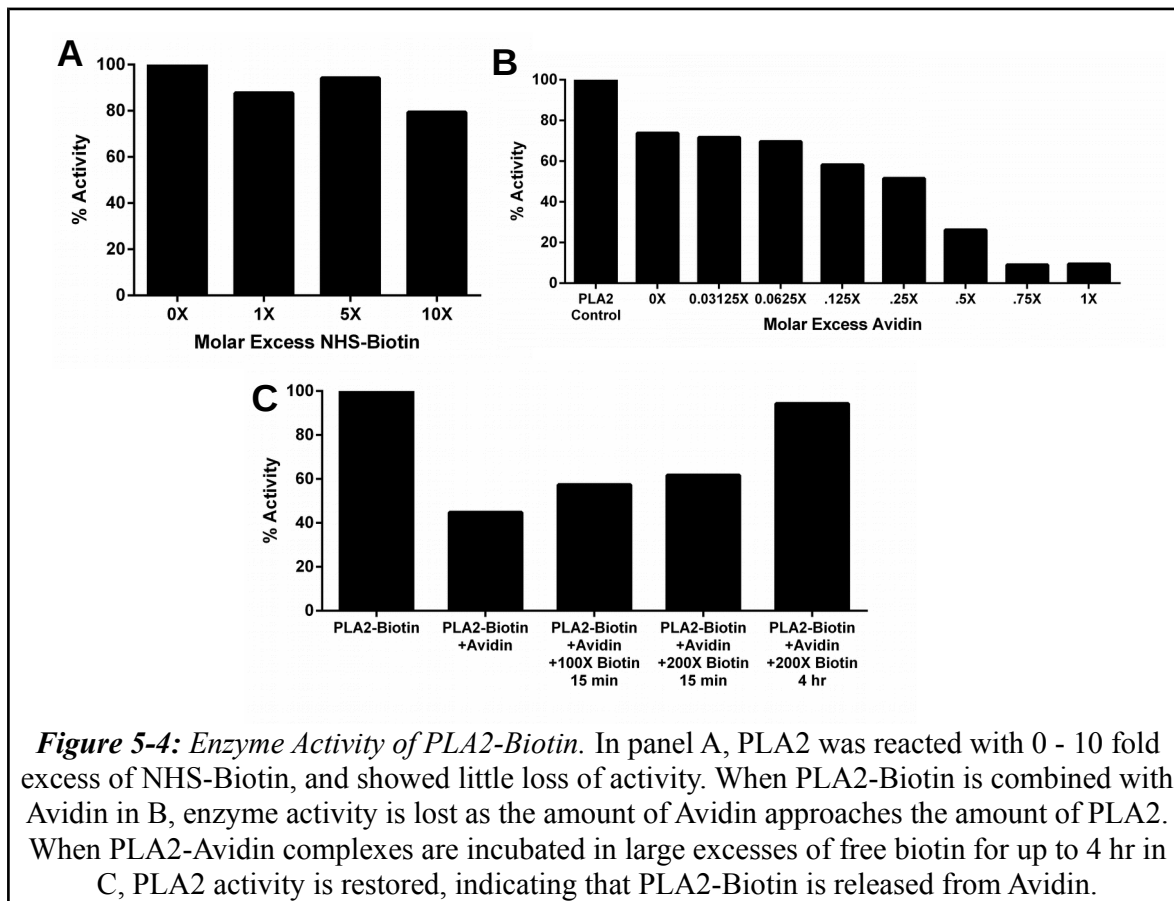 A
100
80
60
40
20
0
% Activity
0X 1X 5X 10X
Molar Excess NHS-Biotin
B
100
80
60
40
20
0
% Activity
PLA2 Control 0X 0.03125X 0.0625X .125X .25X .5X .75X 1X
Molar Excess Avidin
C
100
80
60
40
20
0
% Activity
PLA2-Biotin
PLA2-Biotin
+Avidin
PLA2-Biotin
+Avidin
+100X Biotin
15 min
PLA2-Biotin
+Avidin
+200X Biotin
15 min
PLA2-Biotin
+Avidin
+200X Biotin
4 hr
Figure 5-4: Enzyme Activity of PLA2-Biotin. In panel A, PLA2 was reacted with 0 - 10 fold
excess of NHS-Biotin, and showed little loss of activity. When PLA2-Biotin is combined with
Avidin in B, enzyme activity is lost as the amount of Avidin approaches the amount of PLA2.
When PLA2-Avidin complexes are incubated in large excesses of free biotin for up to 4 hr in
C, PLA2 activity is restored, indicating that PLA2-Biotin is released from Avidin.